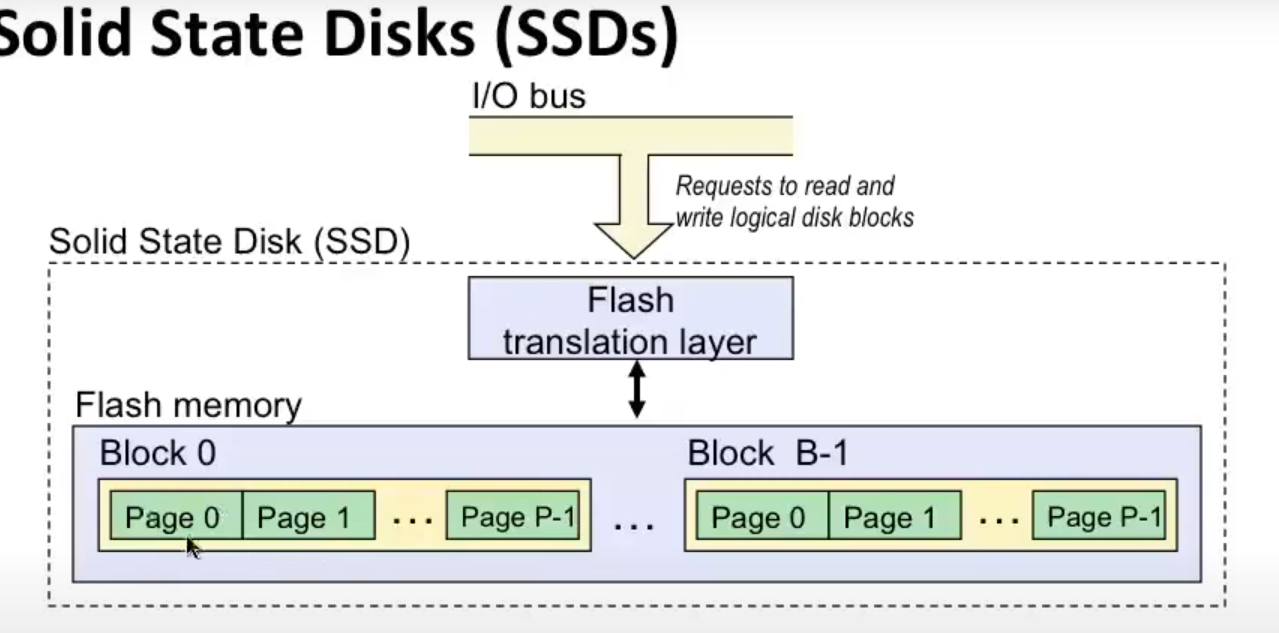 Solid State Disks (SSDs)
I/O bus
Requests to read and
write logical disk blocks
Solid State Disk (SSD)
Flash
translation layer
Flash memory
Block 0
Block B-1
Page 0 Page 1 ... Page P-1 ... Page 0 Page 1 ... Page P-1